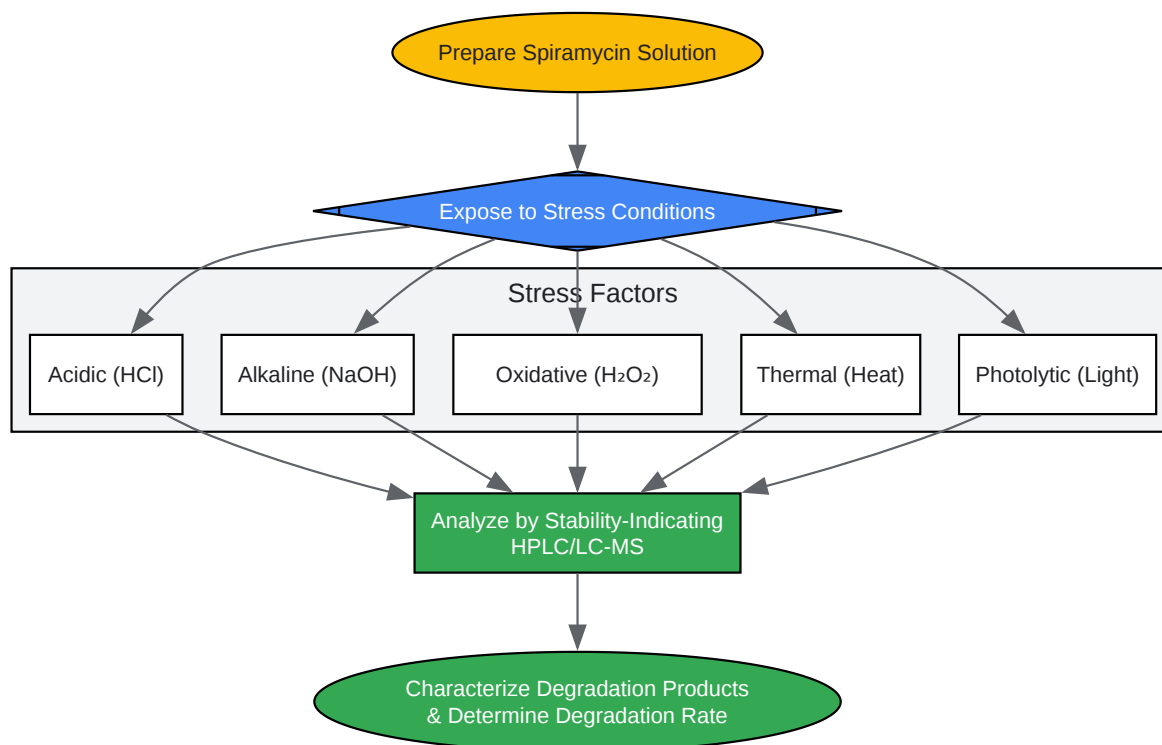 Prepare Spiramycin Solution
Expose to Stress Conditions
Stress Factors
Acidic (HCl)
Alkaline (NaOH)
Oxidative (H₂O₂)
Thermal (Heat)
Photolytic (Light)
Analyze by Stability-Indicating
HPLC/LC-MS
Characterize Degradation Products
& Determine Degradation Rate